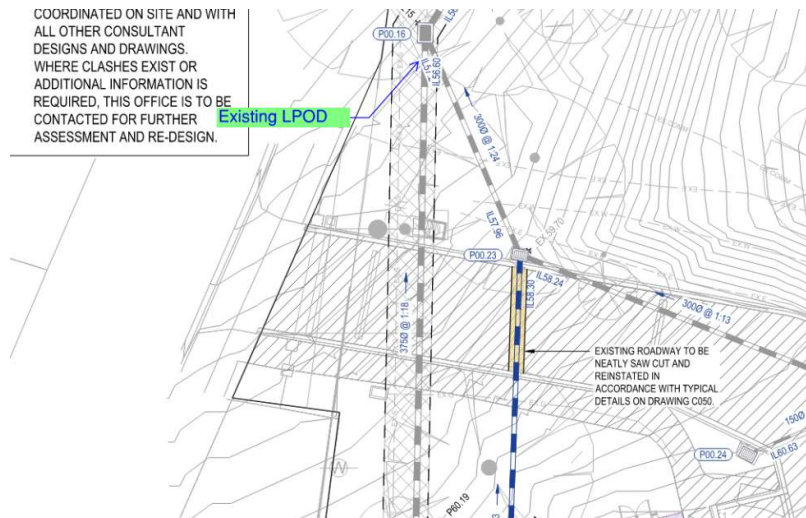 COORDINATED ON SITE AND WITH
ALL OTHER CONSULTANT
DESIGNS AND DRAWINGS.
WHERE CLASHES EXIST OR
ADDITIONAL INFORMATION IS
REQUIRED, THIS OFFICE IS TO BE
CONTACTED FOR FURTHER
ASSESSMENT AND RE-DESIGN.
Existing LPOD
P00.16
IL56.60
300Ø @ 1:24
IL57.96
EX.59.70
P00.23
IL58.24
IL58.30
300Ø @ 1:13
375Ø @ 1:18
EXISTING ROADWAY TO BE
NEATLY SAW CUT AND
REINSTATED IN
ACCORDANCE WITH TYPICAL
DETAILS ON DRAWING C050.
150Ø
P00.24
IL60.63
P60.19